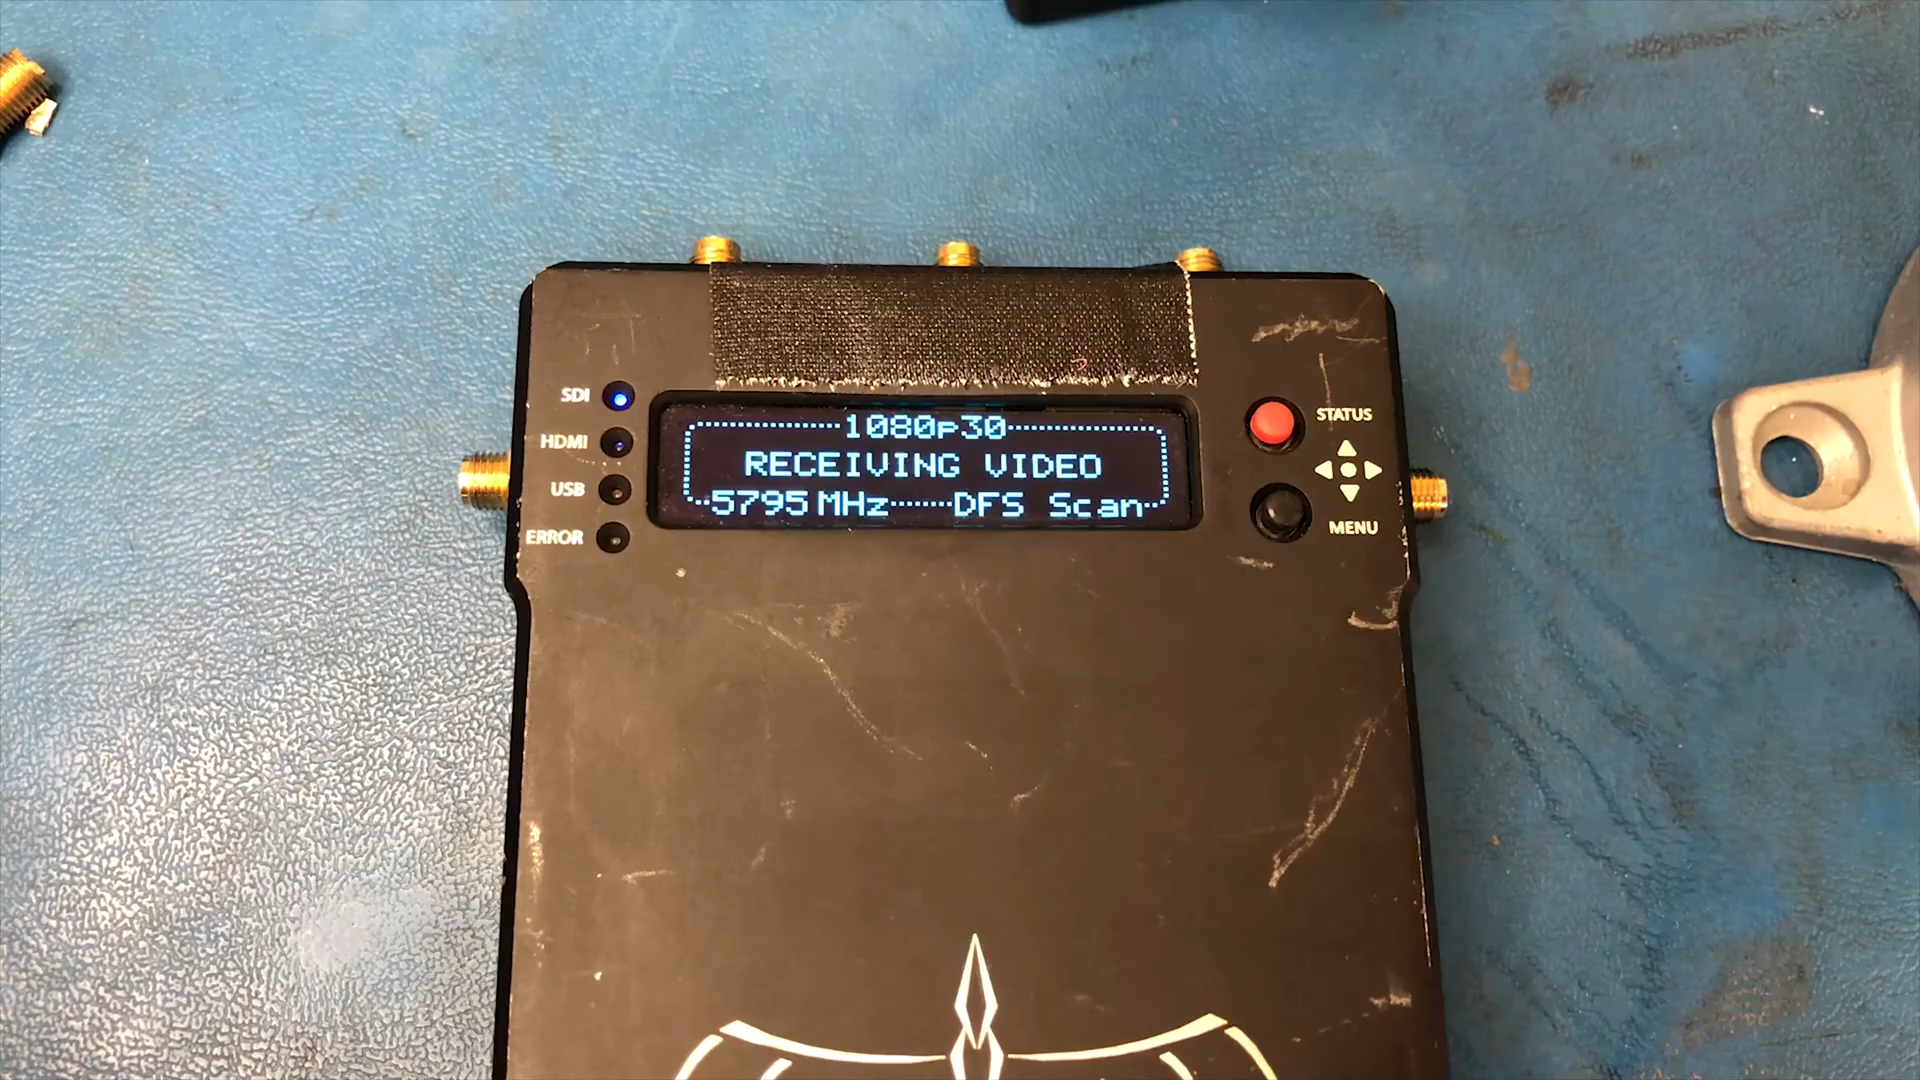 SDI
HDMI
USB
ERROR
1080p30
RECEIVING VIDEO
5795 MHz DFS Scan
STATUS
MENU